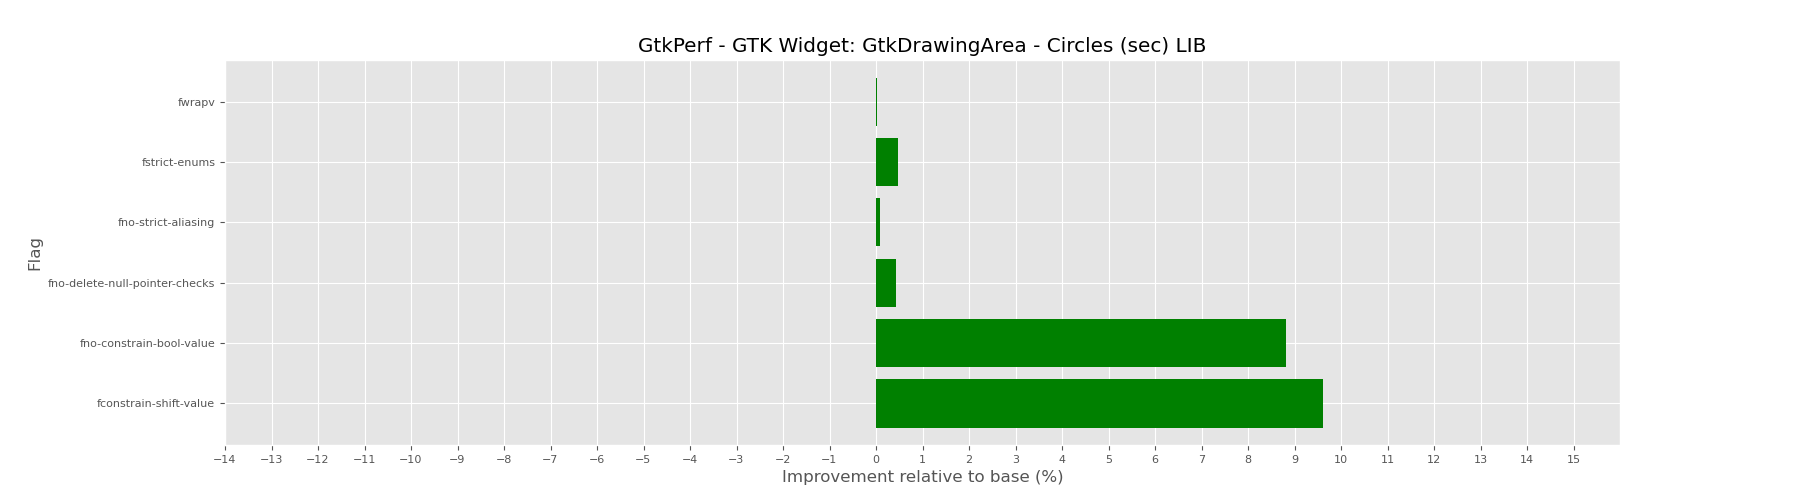 GtkPerf - GTK Widget: GtkDrawingArea - Circles (sec) LIB
Flag
fwrapv
fstrict-enums
fno-strict-aliasing
fno-delete-null-pointer-checks
fno-constrain-bool-value
fconstrain-shift-value
−14 −13 −12 −11 −10 −9 −8 −7 −6 −5 −4 −3 −2 −1 0 1 2 3 4 5 6 7 8 9 10 11 12 13 14 15
Improvement relative to base (%)